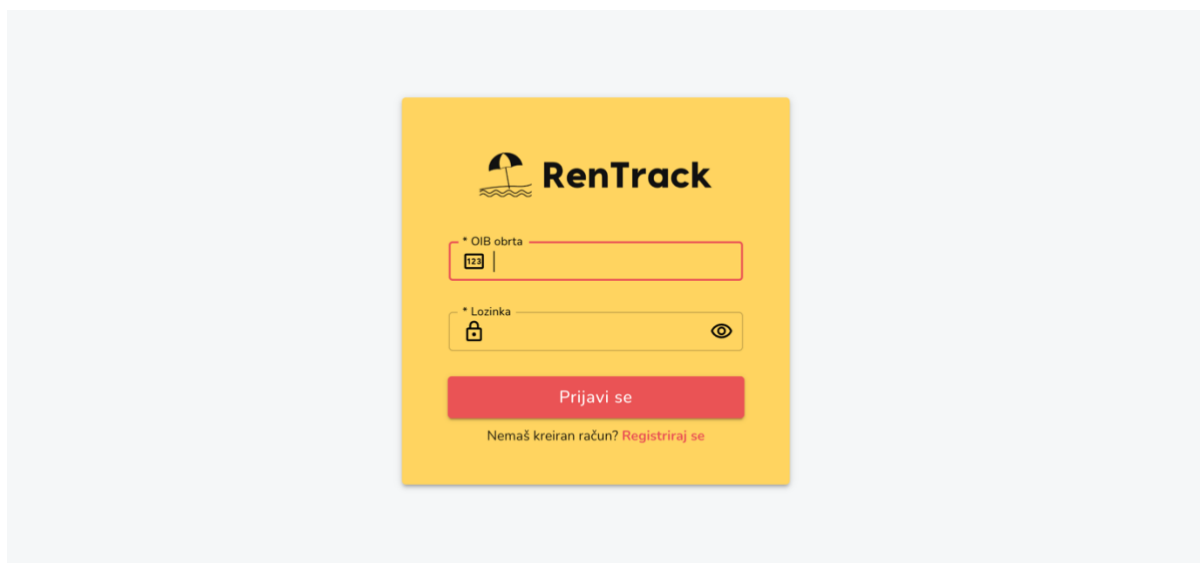 RenTrack
* OIB obrta
123
* Lozinka
Prijavi se
Nemaš kreiran račun? Registriraj se